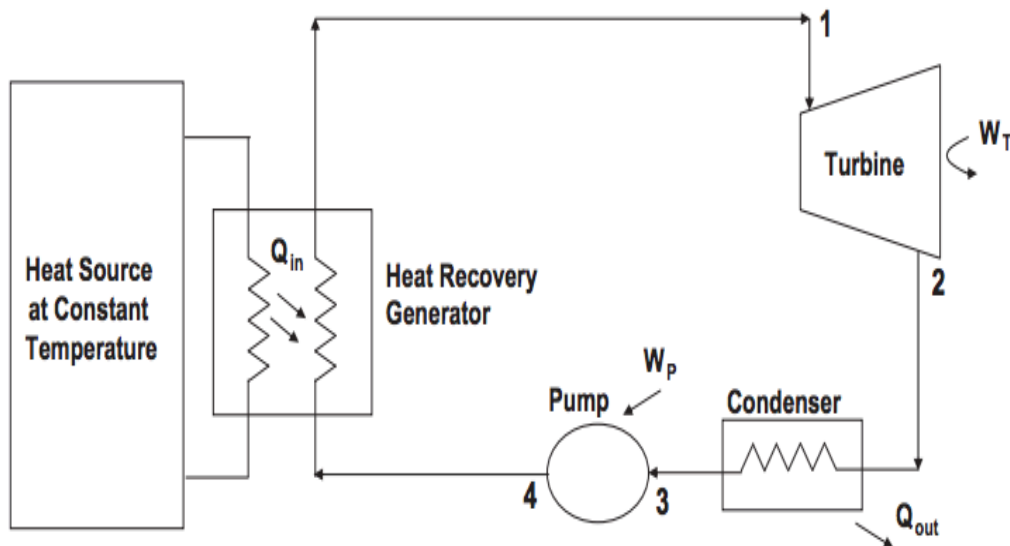 1
W_T
Turbine
2
Heat Source
at Constant
Temperature
Q_in
Heat Recovery
Generator
W_P
Pump
Condenser
4
3
Q_out